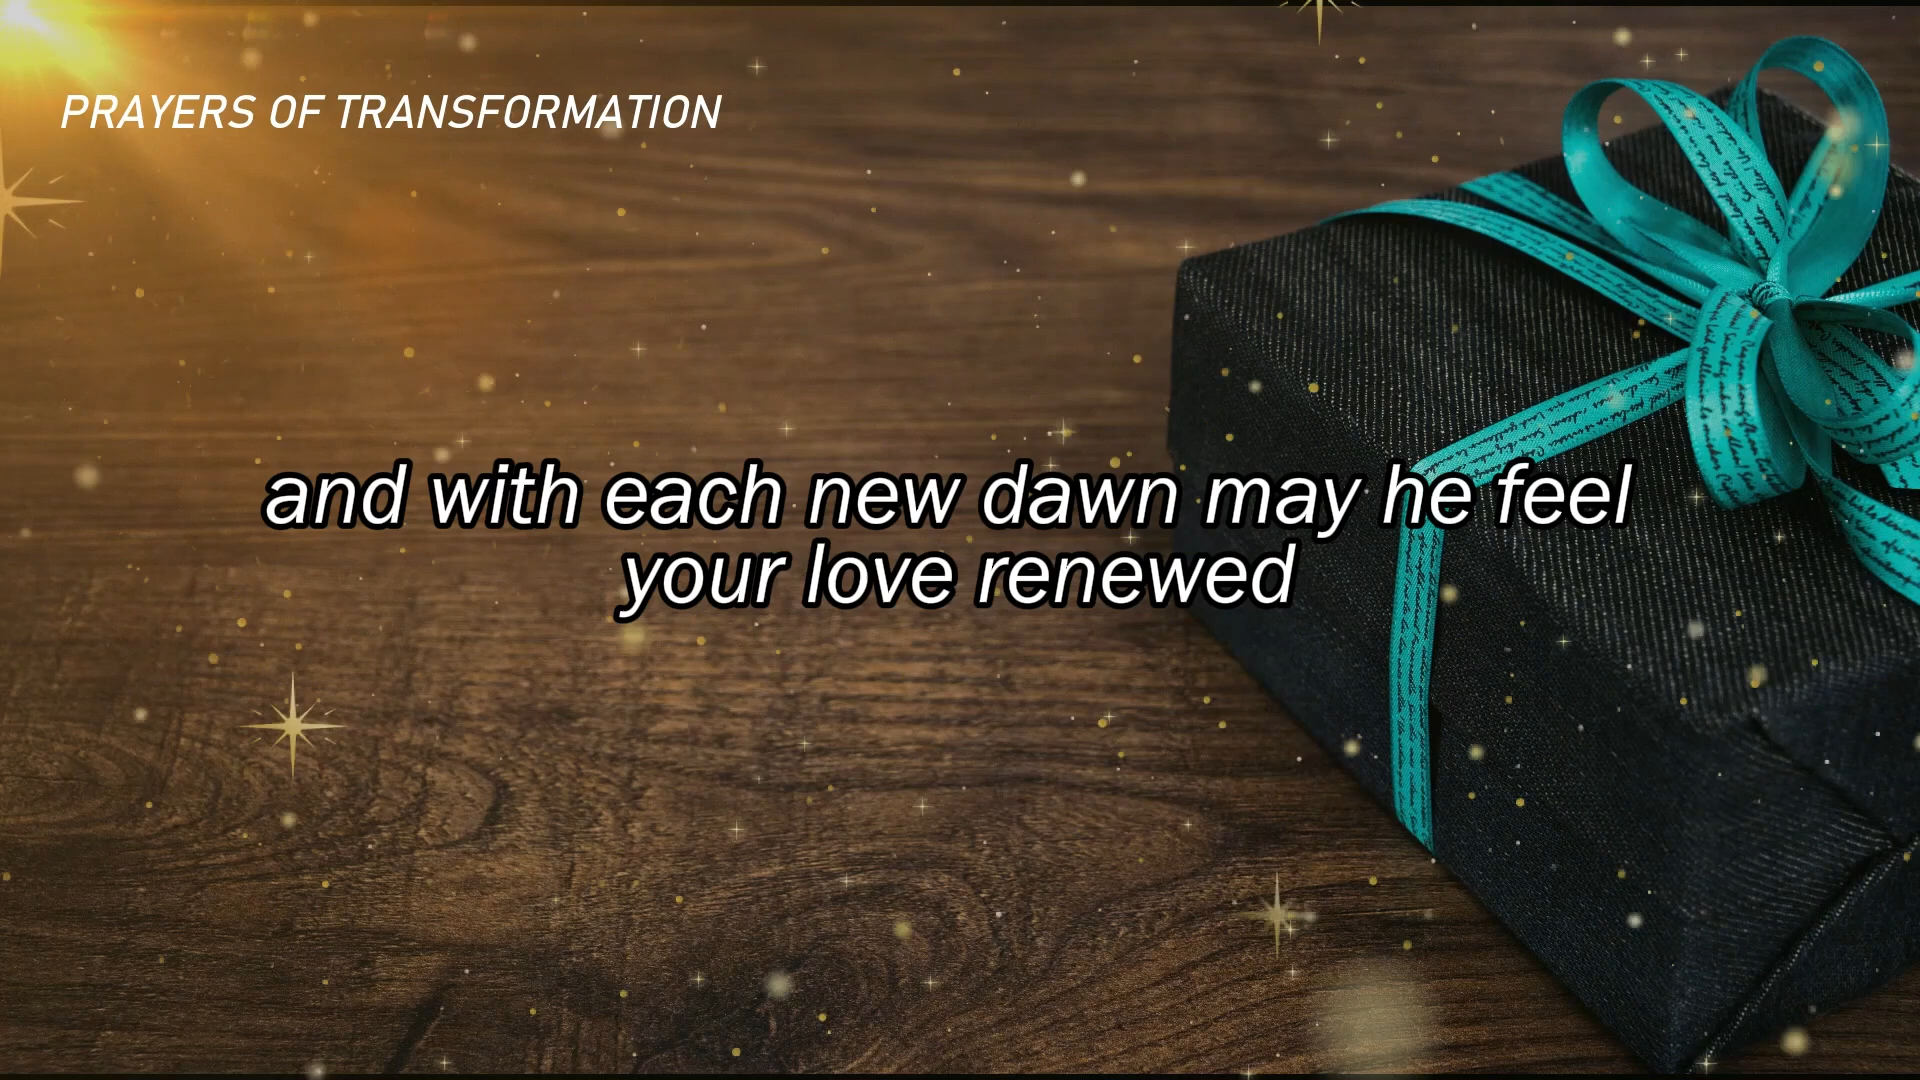 PRAYERS OF TRANSFORMATION
and with each new dawn may he feel
your love renewed